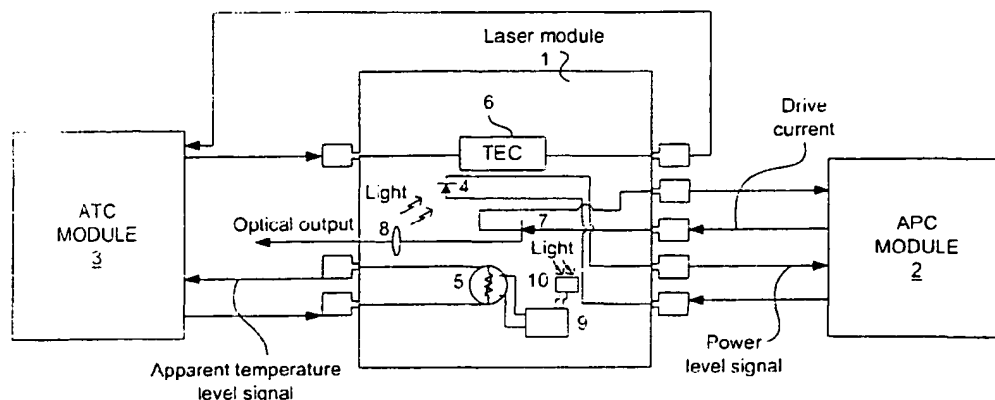 Laser module
1
6
TEC
Drive
current
Light
4
ATC
MODULE
3
Optical output
8
7
Light
APC
MODULE
2
5
10
9
Apparent temperature
level signal
Power
level signal